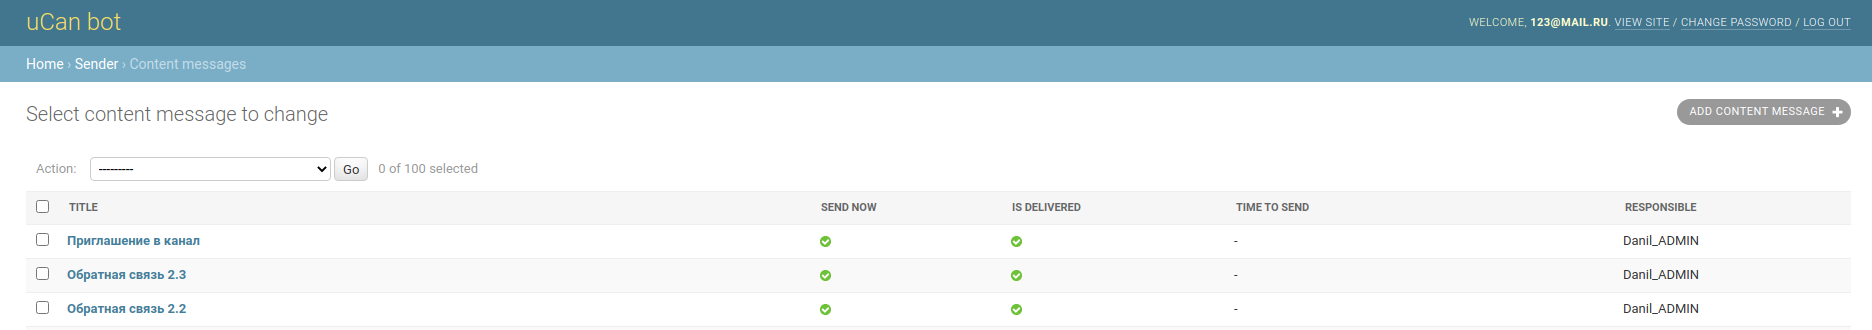 uCan bot
WELCOME, 123@MAIL.RU. VIEW SITE / CHANGE PASSWORD / LOG OUT
Home › Sender › Content messages
Select content message to change
ADD CONTENT MESSAGE +
Action: --------- Go 0 of 100 selected
TITLE SEND NOW IS DELIVERED TIME TO SEND RESPONSIBLE
Приглашение в канал - Danil_ADMIN
Обратная связь 2.3 - Danil_ADMIN
Обратная связь 2.2 - Danil_ADMIN